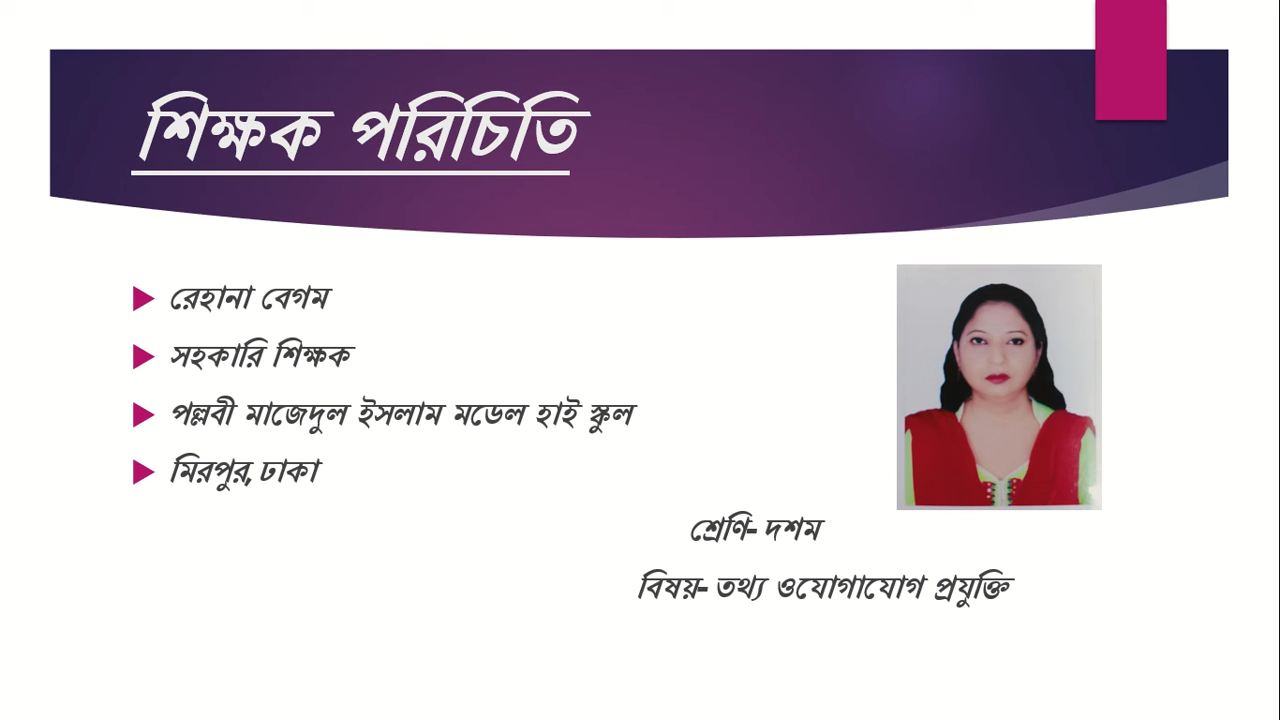 শিক্ষক পরিচিতি
রেহানা বেগম
সহকারি শিক্ষক
পল্লবী মাজেদুল ইসলাম মডেল হাই স্কুল
মিরপুর, ঢাকা
শ্রেণি- দশম
বিষয়- তথ্য ওযোগাযোগ প্রযুক্তি